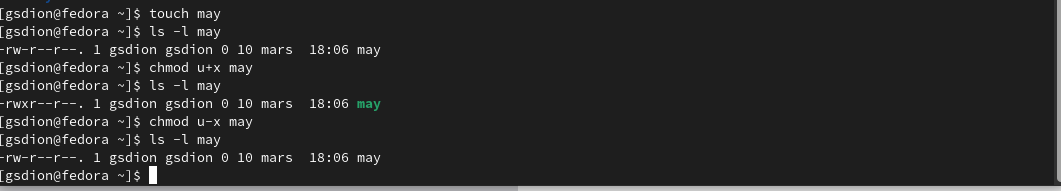 [gsdion@fedora ~]$ touch may
[gsdion@fedora ~]$ ls -l may
-rw-r--r--. 1 gsdion gsdion 0 10 mars  18:06 may
[gsdion@fedora ~]$ chmod u+x may
[gsdion@fedora ~]$ ls -l may
-rwxr--r--. 1 gsdion gsdion 0 10 mars  18:06 may
[gsdion@fedora ~]$ chmod u-x may
[gsdion@fedora ~]$ ls -l may
-rw-r--r--. 1 gsdion gsdion 0 10 mars  18:06 may
[gsdion@fedora ~]$